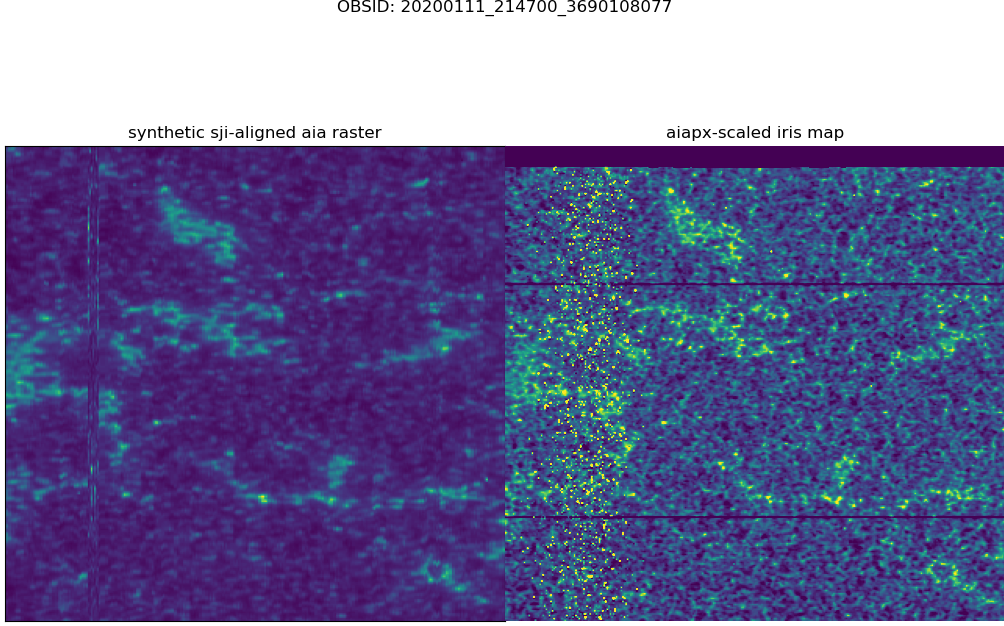 OBSID: 20200111_214700_3690108077
synthetic sji-aligned aia raster
aiapx-scaled iris map